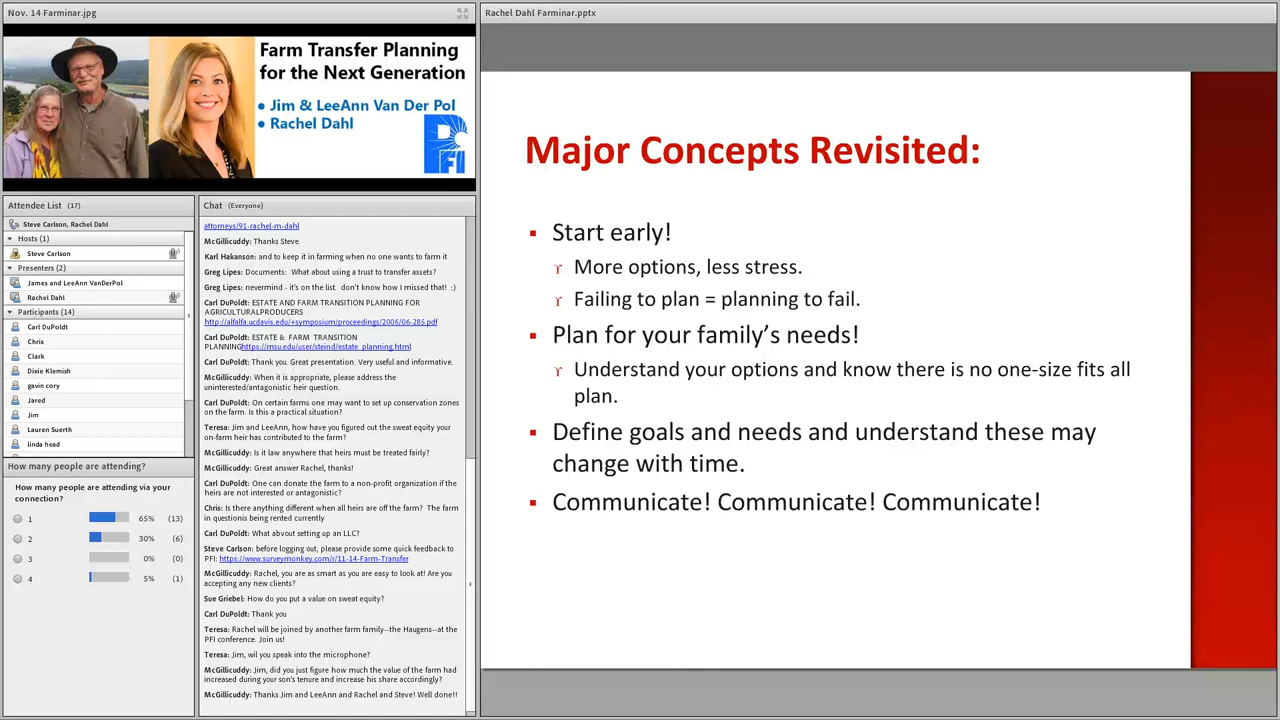 Nov. 14 Farminar.jpg
Farm Transfer Planning
for the Next Generation
• Jim & LeeAnn Van Der Pol
• Rachel Dahl
PFI
Attendee List (17)
Steve Carlson, Rachel Dahl
Hosts (1)
Steve Carlson
Presenters (2)
James and LeeAnn VanDerPol
Rachel Dahl
Participants (14)
Carl DuPoldt
Chris
Clark
Dixie Klemish
gavin cory
Jared
Jim
Lauren Suerth
linda head
How many people are attending?
How many people are attending via your
connection?
1 65% (13)
2 30% (6)
3 0% (0)
4 5% (1)
Chat (Everyone)
attorneys/91-rachel-m-dahl
McGillicuddy: Thanks Steve.
Karl Hakanson: and to keep it in farming when no one wants to farm it
Greg Lipes: Documents: What about using a trust to transfer assets?
Greg Lipes: nevermind - it's on the list. don't know how I missed that! :)
Carl DuPoldt: ESTATE AND FARM TRANSITION PLANNING FOR
AGRICULTURALPRODUCERS
http://alfalfa.ucdavis.edu/+symposium/proceedings/2006/06-285.pdf
Carl DuPoldt: ESTATE & FARM TRANSITION
PLANNINGhttps://msu.edu/user/steind/estate_planning.html
Carl DuPoldt: Thank you. Great presentation. Very useful and informative.
McGillicuddy: When it is appropriate, please address the
uninterested/antagonistic heir question.
Carl DuPoldt: On certain farms one may want to set up conservation zones
on the farm. Is this a practical situation?
Teresa: Jim and LeeAnn, how have you figured out the sweat equity your
on-farm heir has contributed to the farm?
McGillicuddy: Is it law anywhere that heirs must be treated fairly?
McGillicuddy: Great answer Rachel, thanks!
Carl DuPoldt: One can donate the farm to a non-profit organization if the
heirs are not interested or antagonistic?
Chris: Is there anything different when all heirs are off the farm? The farm
in questionis being rented currently
Carl DuPoldt: What abvout setting up an LLC?
Steve Carlson: before logging out, please provide some quick feedback to
PFI: https://www.surveymonkey.com/r/11-14-Farm-Transfer
McGillicuddy: Rachel, you are as smart as you are easy to look at! Are you
accepting any new clients?
Sue Griebel: How do you put a value on sweat equity?
Carl DuPoldt: Thank you
Teresa: Rachel will be joined by another farm family--the Haugens--at the
PFI conference. Join us!
Teresa: Jim, wil you speak into the microphone?
McGillicuddy: Jim, did you just figure how much the value of the farm had
increased during your son's tenure and increase his share accordingly?
McGillicuddy: Thanks Jim and LeeAnn and Rachel and Steve! Well done!!
Rachel Dahl Farminar.pptx
Major Concepts Revisited:
▪ Start early!
More options, less stress.
Failing to plan = planning to fail.
▪ Plan for your family's needs!
Understand your options and know there is no one-size fits all
plan.
▪ Define goals and needs and understand these may
change with time.
▪ Communicate! Communicate! Communicate!